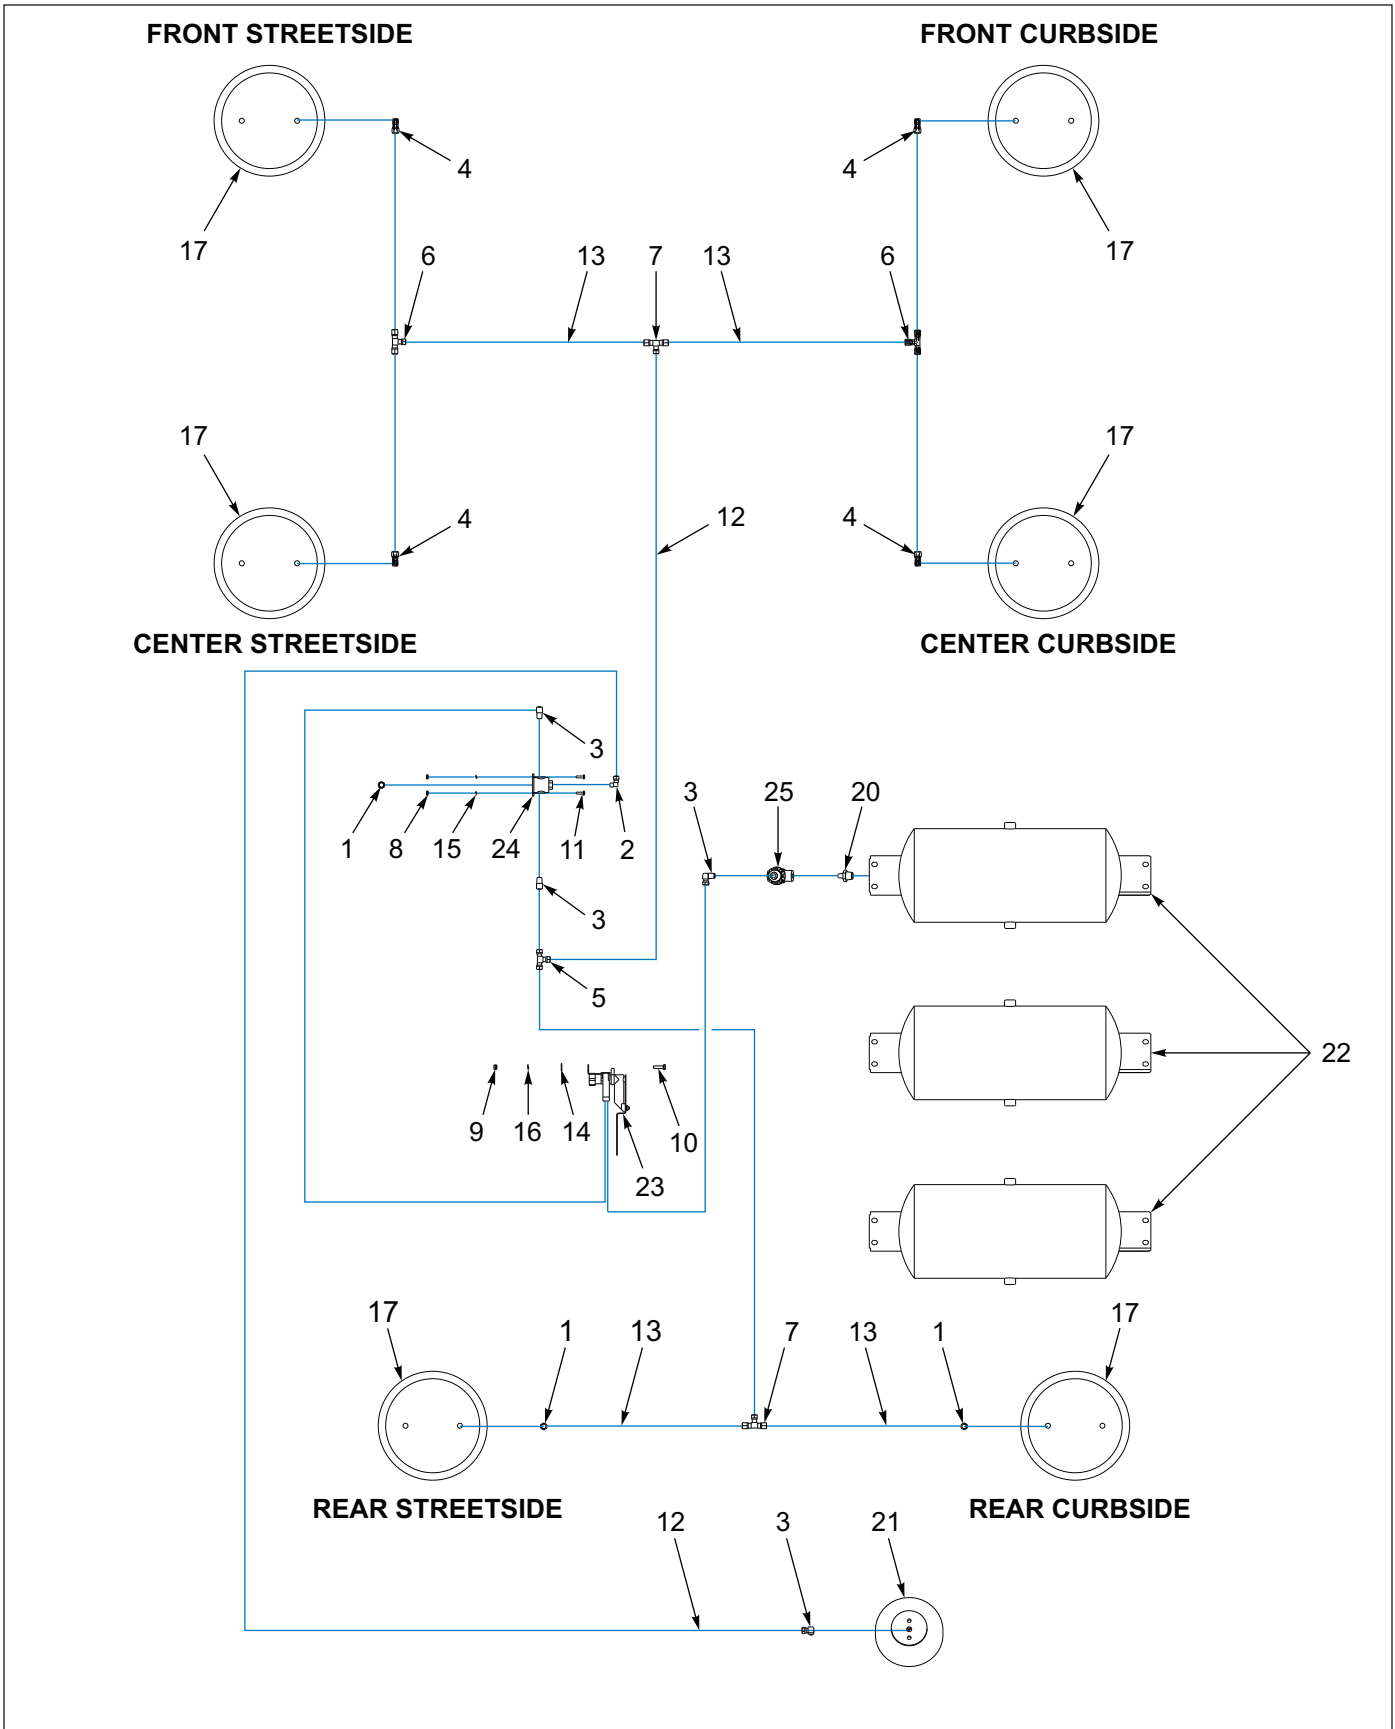 FRONT STREETSIDE FRONT CURBSIDE
4 4
17 17
6 13 7 13 6
17 17
4 12 4
CENTER STREETSIDE CENTER CURBSIDE
3
1 8 15 24 11 2 3 25 20
3
5
22
9 16 14 10
23
17 1 13 7 13 1 17
REAR STREETSIDE REAR CURBSIDE
12 3 21